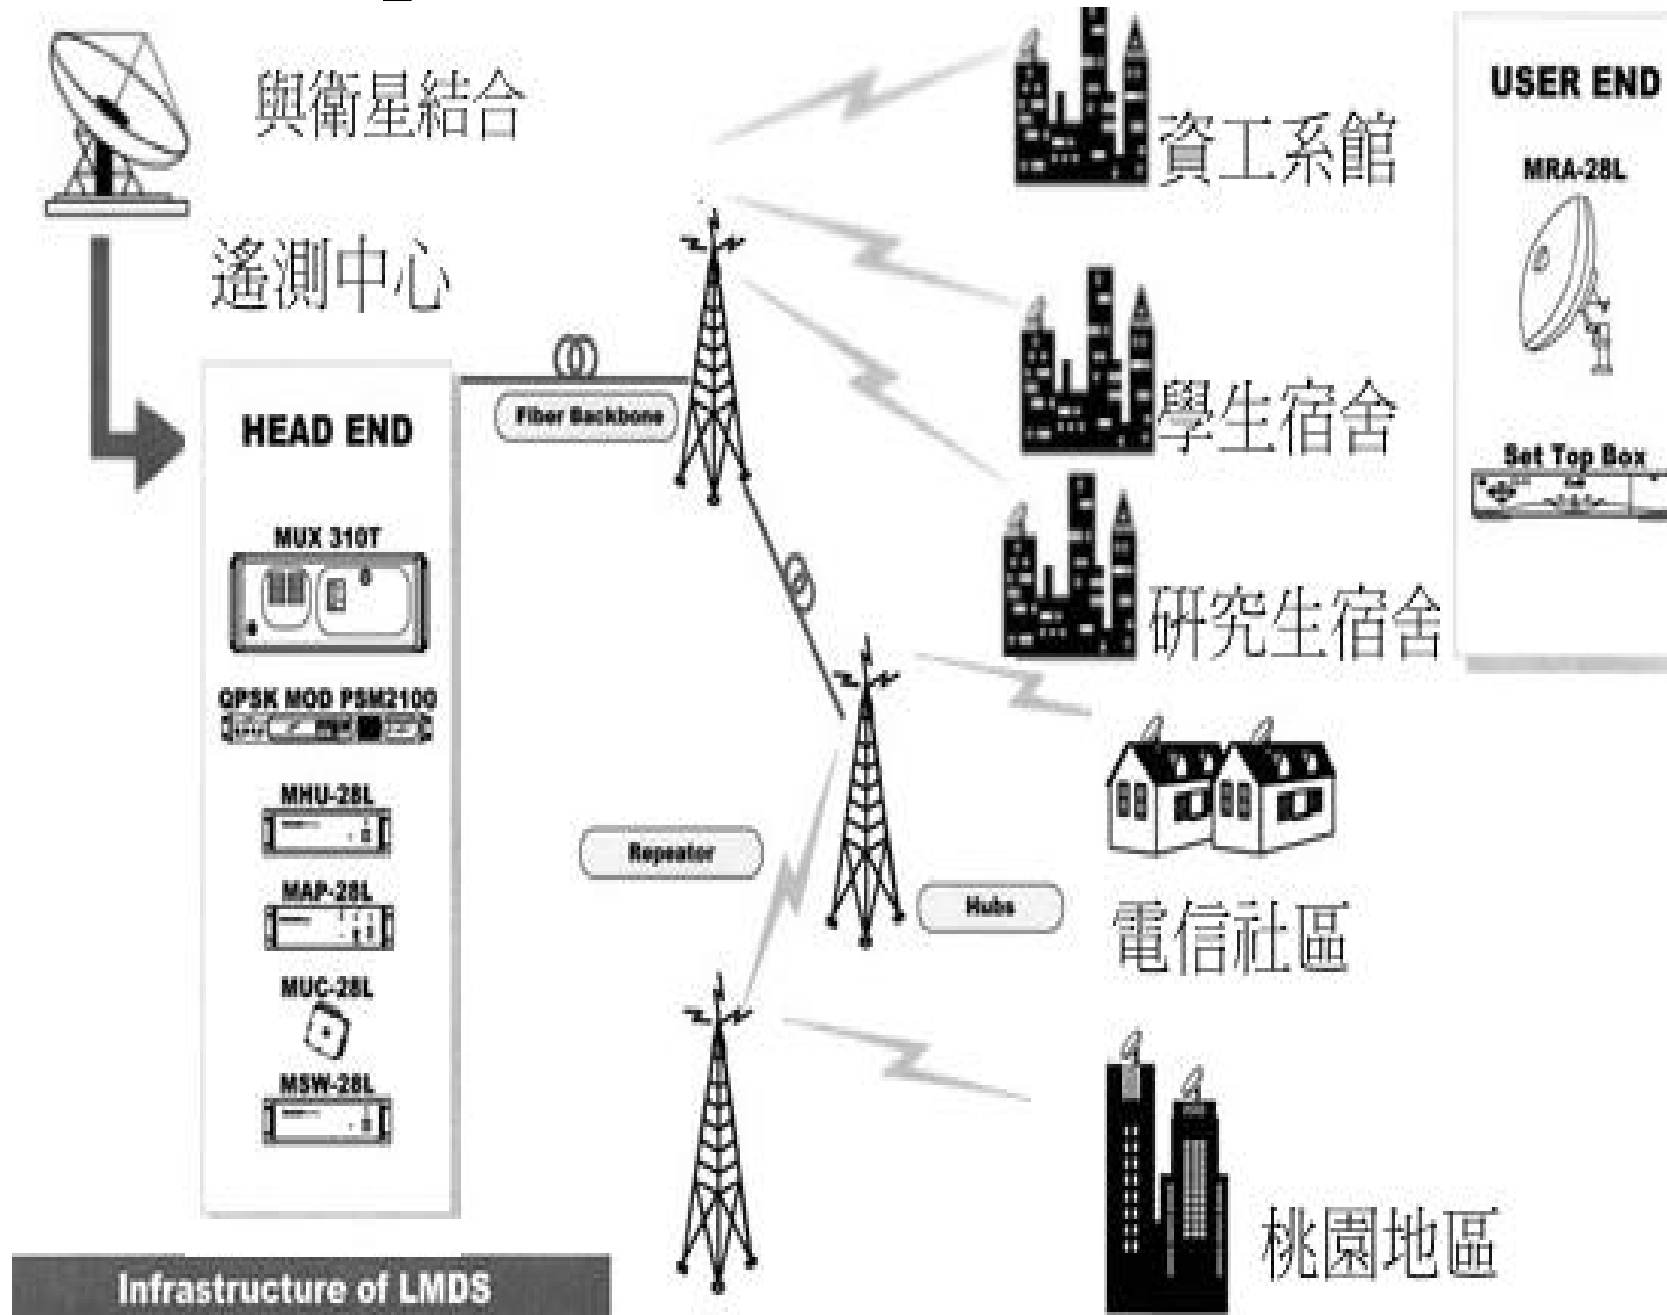 與衛星結合
遙測中心
HEAD END
MUX 310T
QPSK MOD PSM2100
MHU-28L
MAP-28L
MUC-28L
MSW-28L
Infrastructure of LMDS
Fiber Backbone
Repeator
Hubs
資工系館
學生宿舍
研究生宿舍
電信社區
桃園地區
USER END
MRA-28L
Set Top Box